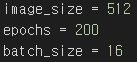 image_size = 512
epochs = 200
batch_size = 16